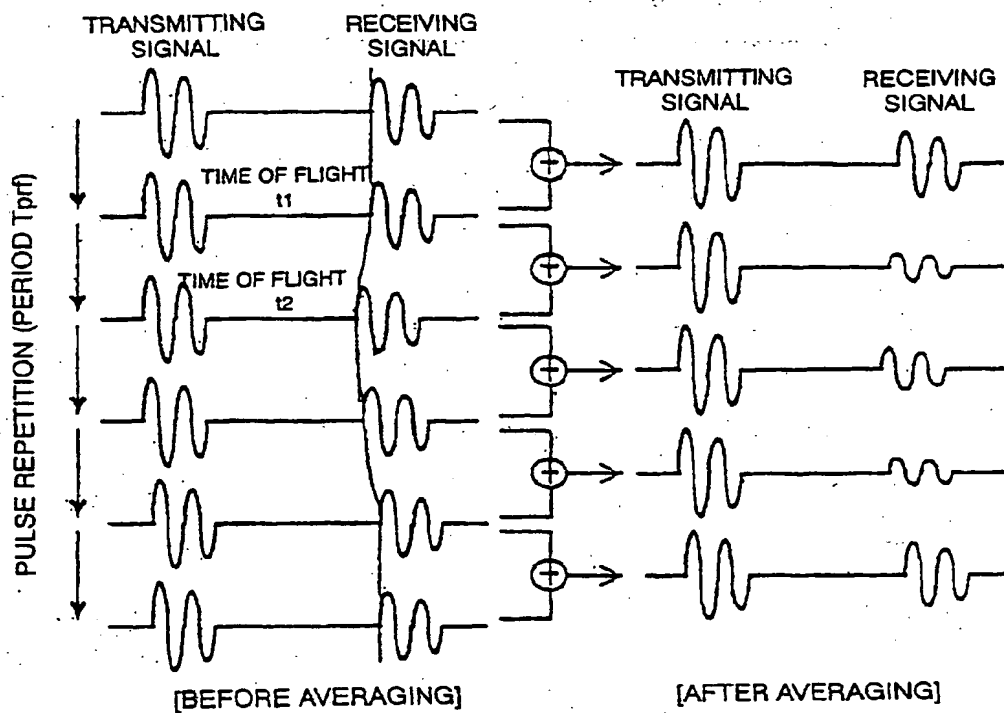 TRANSMITTING
SIGNAL
RECEIVING
SIGNAL
TRANSMITTING
SIGNAL
RECEIVING
SIGNAL
TIME OF FLIGHT
t1
TIME OF FLIGHT
t2
PULSE REPETITION (PERIOD Tprf)
+
+
+
+
+
[BEFORE AVERAGING]
[AFTER AVERAGING]